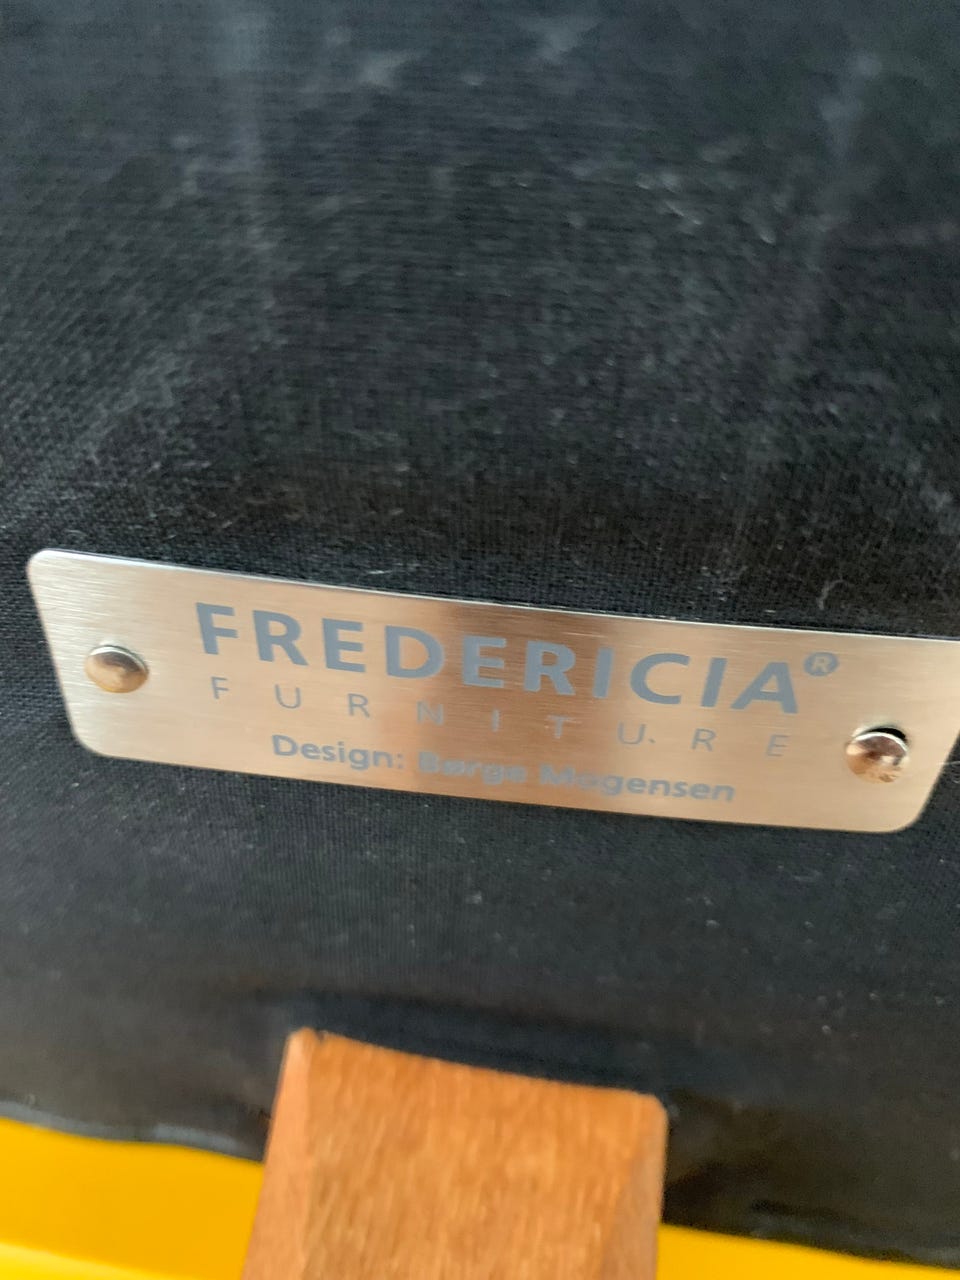 FREDERICIA®
FURNITURE
Design: Børge Mogensen